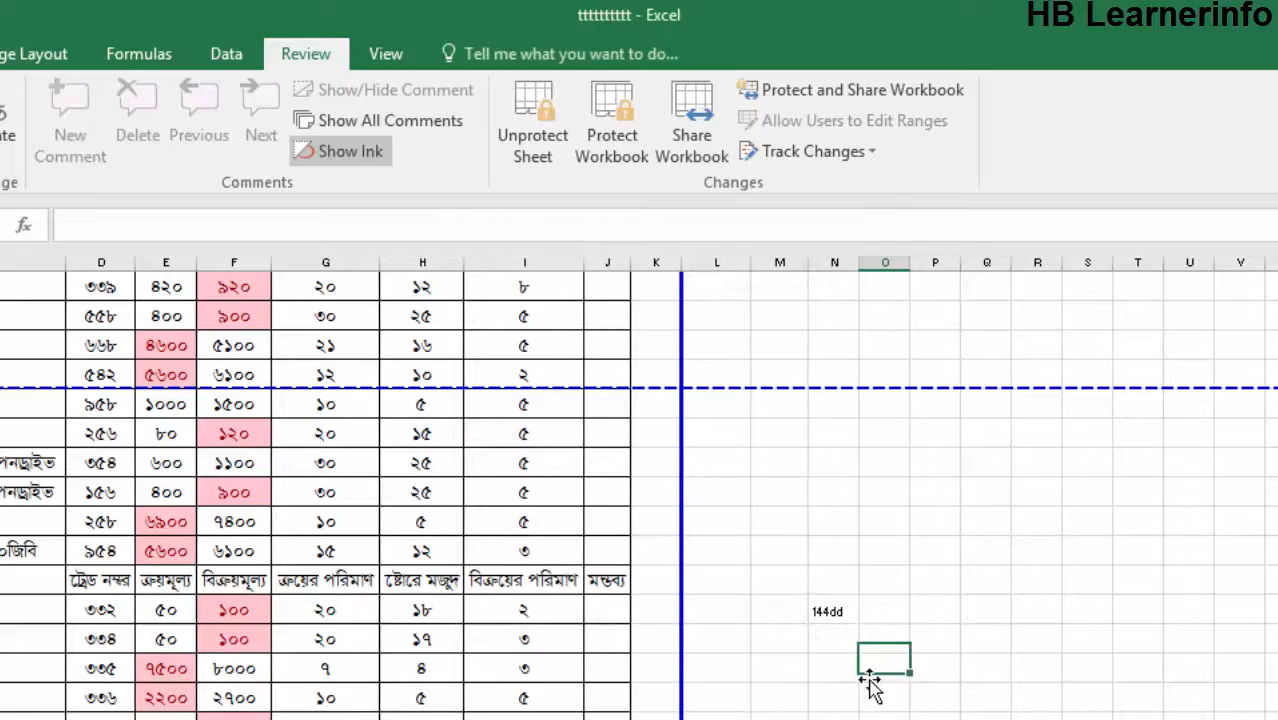 tttttttttt - Excel
HB Learnerinfo
ge Layout Formulas Data Review View Tell me what you want to do...
New Comment
Delete
Previous
Next
Show/Hide Comment
Show All Comments
Show Ink
Comments
Unprotect Sheet
Protect Workbook
Share Workbook
Protect and Share Workbook
Allow Users to Edit Ranges
Track Changes
Changes
fx
D E F G H I J K L M N O P Q R S T U V
৩৩৯ ৪২০ ৯২০ ২০ ১২ ৮
৫৫৮ ৪০০ ৯০০ ৩০ ২৫ ৫
৬৬৮ ৪৬০০ ৫১০০ ২১ ১৬ ৫
৫৪২ ৫৬০০ ৬১০০ ১২ ১০ ২
৯৫৮ ১০০০ ১৫০০ ১০ ৫ ৫
২৫৬ ৮০ ১২০ ২০ ১৫ ৫
পনড্রাইভ ৩৫৪ ৬০০ ১১০০ ৩০ ২৫ ৫
পনড্রাইভ ১৫৬ ৪০০ ৯০০ ৩০ ২৫ ৫
২৫৮ ৬৯০০ ৭৪০০ ১০ ৫ ৫
০জিবি ৯৫৪ ৫৬০০ ৬১০০ ১৫ ১২ ৩
ট্রেড নম্বর ক্রয়মূল্য বিক্রয়মূল্য ক্রয়ের পরিমাণ ষ্টোরে মজুদ বিক্রয়ের পরিমাণ মন্তব্য
৩৩২ ৫০ ১০০ ২০ ১৮ ২ 144dd
৩৩৪ ৫০ ১০০ ২০ ১৭ ৩
৩৩৫ ৭৫০০ ৮০০০ ৭ ৪ ৩
৩৩৬ ২২০০ ২৭০০ ১০ ৫ ৫